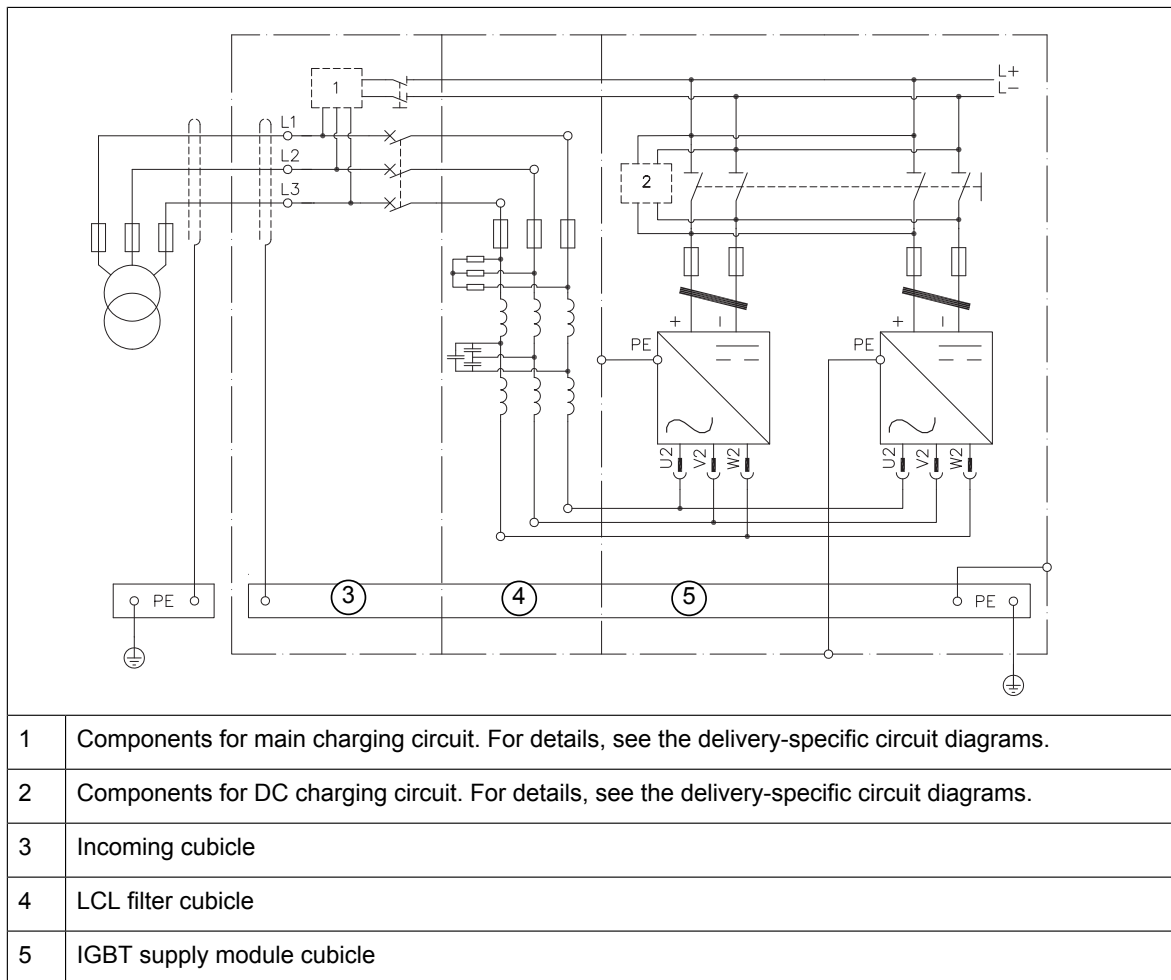 L+
L−
1
L1
L2
L3
2
+ −
+ −
PE
PE
U2 V2 W2
U2 V2 W2
PE
3
4
5
PE
1 Components for main charging circuit. For details, see the delivery-specific circuit diagrams.
2 Components for DC charging circuit. For details, see the delivery-specific circuit diagrams.
3 Incoming cubicle
4 LCL filter cubicle
5 IGBT supply module cubicle